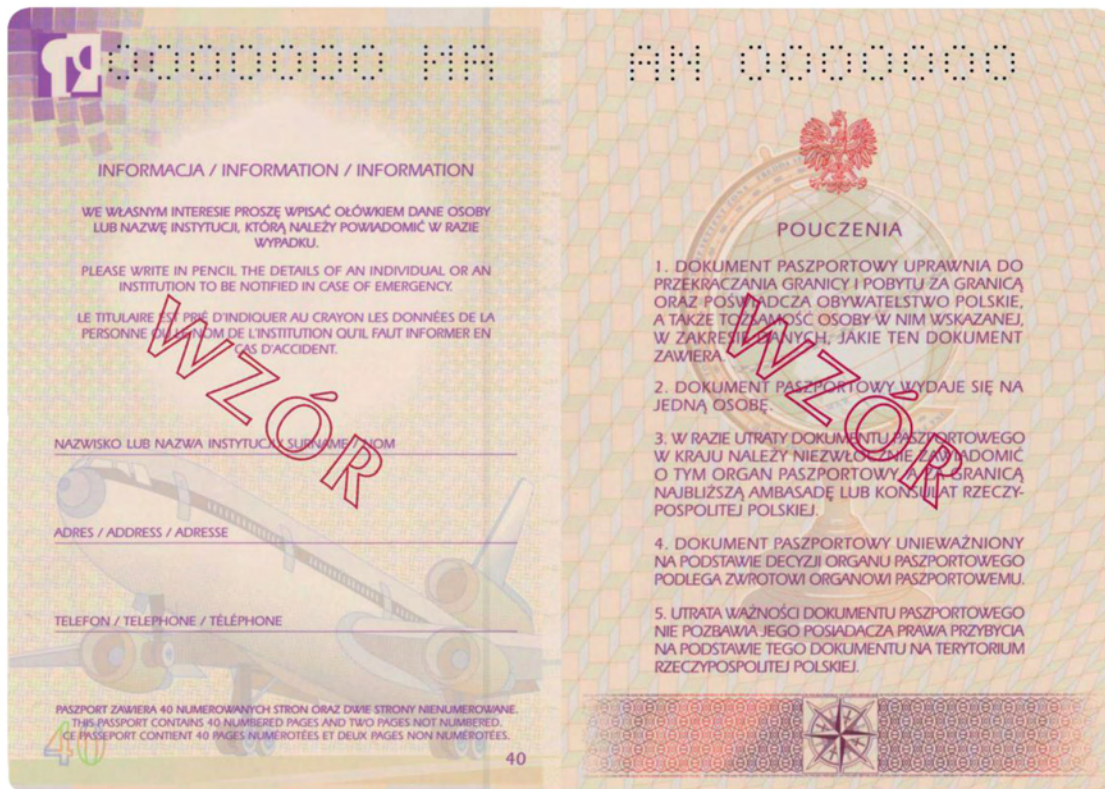 AM 0000000
INFORMACJA / INFORMATION / INFORMATION
WE WŁASNYM INTERESIE PROSZĘ WPISAĆ OŁÓWKIEM DANE OSOBY
LUB NAZWĘ INSTYTUCJI, KTÓRĄ NALEŻY POWIADOMIĆ W RAZIE
WYPADKU.
PLEASE WRITE IN PENCIL THE DETAILS OF AN INDIVIDUAL OR AN
INSTITUTION TO BE NOTIFIED IN CASE OF EMERGENCY.
LE TITULAIRE EST PRIÉ D'INDIQUER AU CRAYON LES DONNÉES DE LA
PERSONNE OU LE NOM DE L'INSTITUTION QU'IL FAUT INFORMER EN
CAS D'ACCIDENT.
WZÓR
NAZWISKO LUB NAZWA INSTYTUCJI / SURNAME / NOM
ADRES / ADDRESS / ADRESSE
TELEFON / TELEPHONE / TÉLÉPHONE
PASZPORT ZAWIERA 40 NUMEROWANYCH STRON ORAZ DWIE STRONY NIENUMEROWANE.
THIS PASSPORT CONTAINS 40 NUMBERED PAGES AND TWO PAGES NOT NUMBERED.
CE PASSEPORT CONTIENT 40 PAGES NUMÉROTÉES ET DEUX PAGES NON NUMÉROTÉES.
40
40
AM 0000000
POUCZENIA
1. DOKUMENT PASZPORTOWY UPRAWNIA DO
PRZEKRACZANIA GRANICY I POBYTU ZA GRANICĄ
ORAZ POŚWIADCZA OBYWATELSTWO POLSKIE,
A TAKŻE TOŻSAMOŚĆ OSOBY W NIM WSKAZANEJ,
W ZAKRESIE DANYCH, JAKIE TEN DOKUMENT
ZAWIERA.
2. DOKUMENT PASZPORTOWY WYDAJE SIĘ NA
JEDNĄ OSOBĘ.
WZÓR
3. W RAZIE UTRATY DOKUMENTU PASZPORTOWEGO
W KRAJU NALEŻY NIEZWŁOCZNIE ZAWIADOMIĆ
O TYM ORGAN PASZPORTOWY, A ZA GRANICĄ
NAJBLIŻSZĄ AMBASADĘ LUB KONSULAT RZECZY-
POSPOLITEJ POLSKIEJ.
4. DOKUMENT PASZPORTOWY UNIEWAŻNIONY
NA PODSTAWIE DECYZJI ORGANU PASZPORTOWEGO
PODLEGA ZWROTOWI ORGANOWI PASZPORTOWEMU.
5. UTRATA WAŻNOŚCI DOKUMENTU PASZPORTOWEGO
NIE POZBAWIA JEGO POSIADACZA PRAWA PRZYBYCIA
NA PODSTAWIE TEGO DOKUMENTU NA TERYTORIUM
RZECZYPOSPOLITEJ POLSKIEJ.